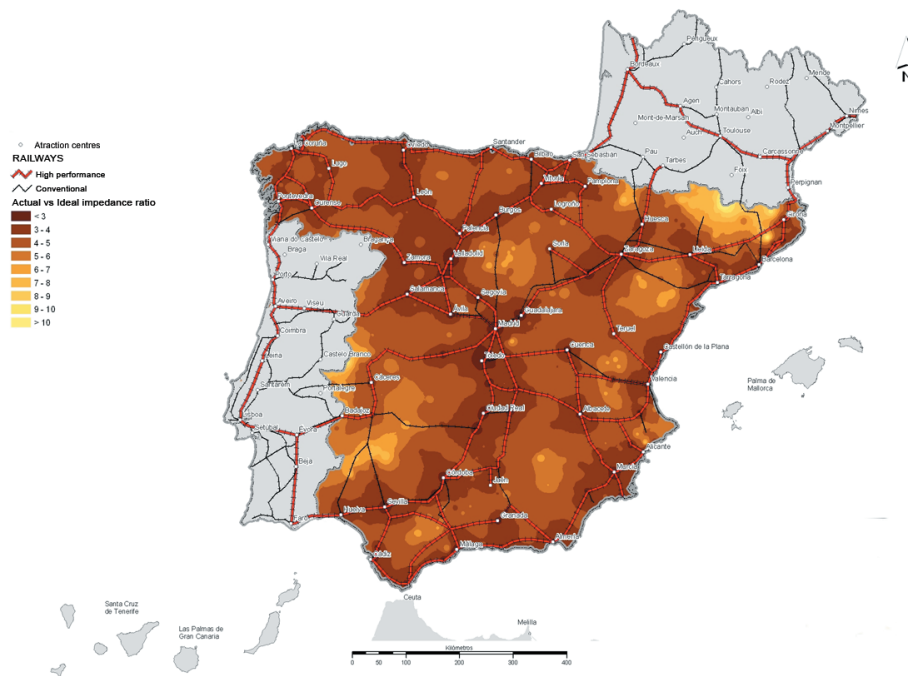 Atraction centres
RAILWAYS
High performance
Conventional
Actual vs Ideal impedance ratio
< 3
3 - 4
4 - 5
5 - 6
6 - 7
7 - 8
8 - 9
9 - 10
> 10
Perigueux
Bordeaux
Cahors
Rodez
Mende
Agen
Montauban
Albi
Nimes
Mont-de-Marsan
Auch
Toulouse
Montpellier
Pau
Tarbes
Carcassonne
Foix
Perpignan
La Coruña
Oviedo
Santander
Bilbao
San Sebastián
Lugo
Vitoria
Pamplona
Pontevedra
Ourense
León
Burgos
Logroño
Huesca
Girona
Palencia
Viana do Castelo
Bragança
Braga
Vila Real
Zamora
Valladolid
Soria
Zaragoza
Lleida
Barcelona
Porto
Tarragona
Salamanca
Segovia
Aveiro
Viseu
Guarda
Ávila
Guadalajara
Madrid
Teruel
Coimbra
Castelo Branco
Toledo
Cuenca
Castellón de la Plana
Leiria
Cáceres
Santarem
Portalegre
Valencia
Palma de
Mallorca
Lisboa
Badajoz
Ciudad Real
Albacete
Setubal
Évora
Alicante
Beja
Córdoba
Jaén
Murcia
Faro
Huelva
Sevilla
Granada
Almería
Málaga
Cádiz
Ceuta
Melilla
Santa Cruz
de Tenerife
Las Palmas de
Gran Canaria
Kilómetros
0 50 100 200 300 400
N